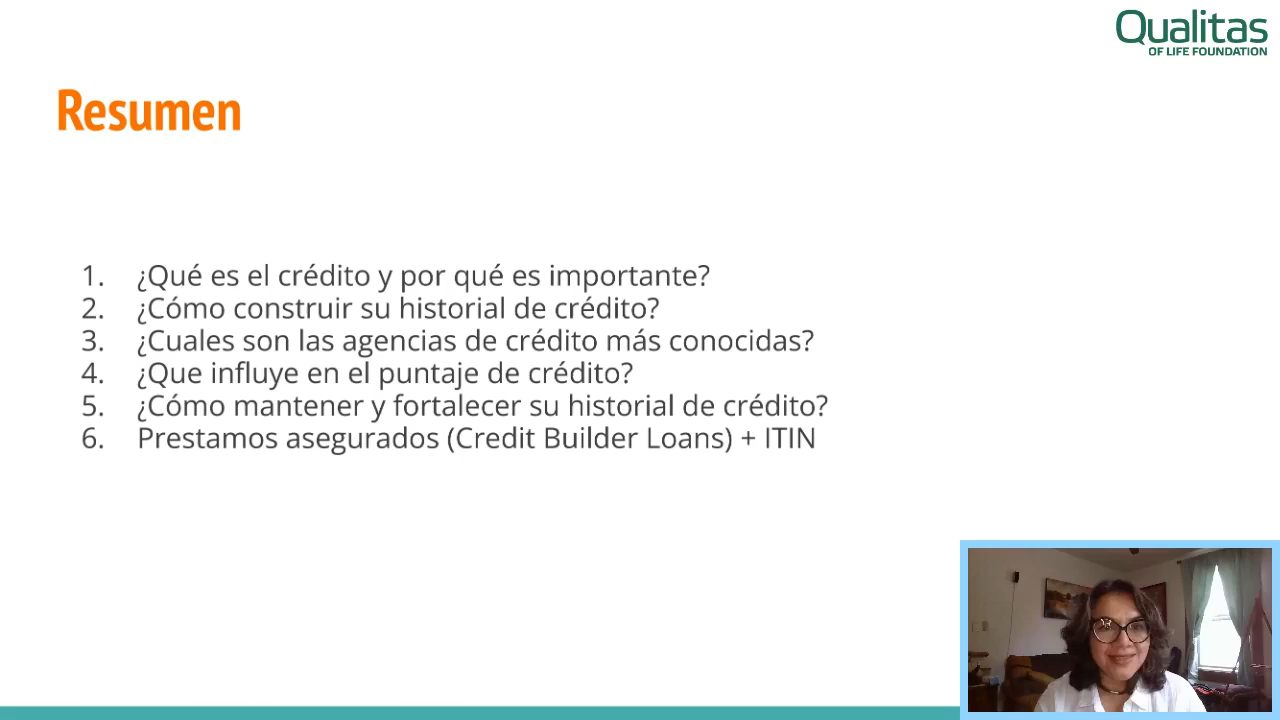 Qualitas
OF LIFE FOUNDATION
Resumen
1. ¿Qué es el crédito y por qué es importante?
2. ¿Cómo construir su historial de crédito?
3. ¿Cuales son las agencias de crédito más conocidas?
4. ¿Que influye en el puntaje de crédito?
5. ¿Cómo mantener y fortalecer su historial de crédito?
6. Prestamos asegurados (Credit Builder Loans) + ITIN